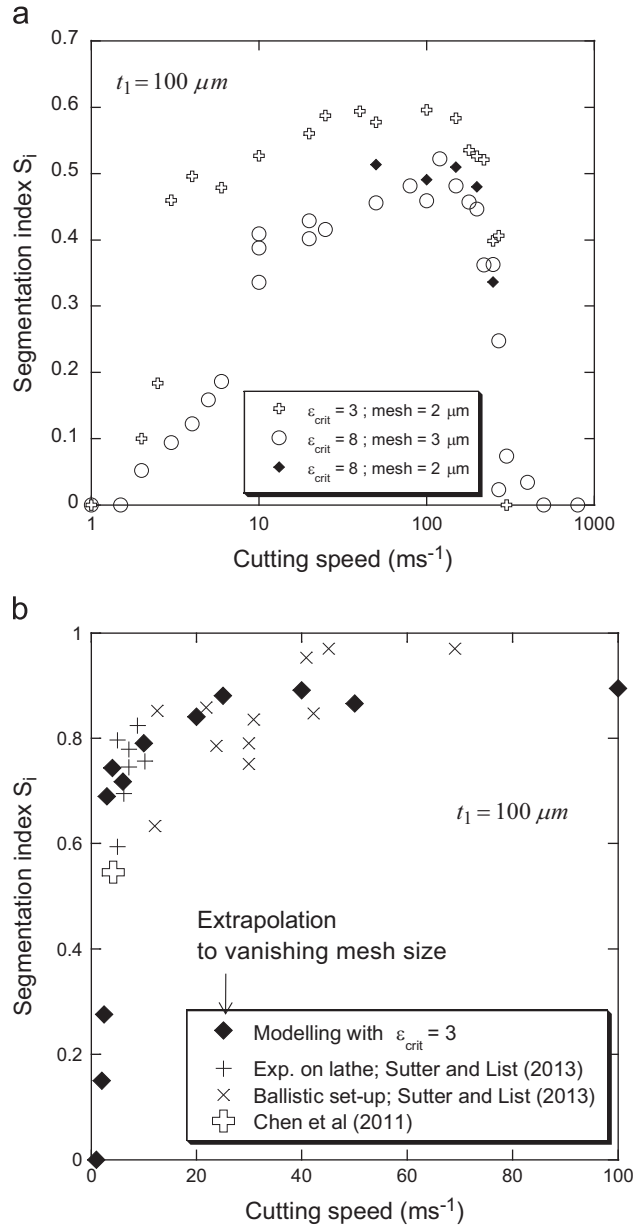 a
0.7
t₁ = 100 μm
0.6
0.5
0.4
0.3
0.2
0.1
0
Segmentation index Sᵢ
ε_crit = 3 ; mesh = 2 μm
ε_crit = 8 ; mesh = 3 μm
ε_crit = 8 ; mesh = 2 μm
1 10 100 1000
Cutting speed (ms⁻¹)
b
1
0.8
0.6
0.4
0.2
0
Segmentation index Sᵢ
t₁ = 100 μm
Extrapolation
to vanishing mesh size
Modelling with ε_crit = 3
Exp. on lathe; Sutter and List (2013)
Ballistic set-up; Sutter and List (2013)
Chen et al (2011)
0 20 40 60 80 100
Cutting speed (ms⁻¹)